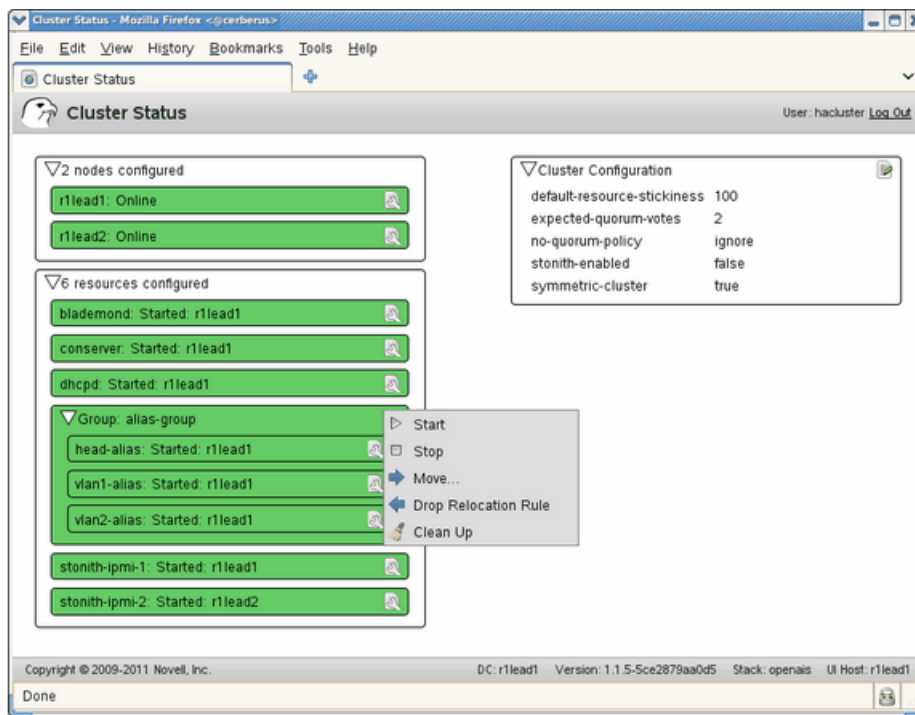 Cluster Status - Mozilla Firefox <@cerberus>
File Edit View History Bookmarks Tools Help
Cluster Status
Cluster Status
User: hacluster Log Out
2 nodes configured
r1lead1: Online
r1lead2: Online
6 resources configured
blademond: Started: r1lead1
conserver: Started: r1lead1
dhcpd: Started: r1lead1
Group: alias-group
head-alias: Started: r1lead1
vlan1-alias: Started: r1lead1
vlan2-alias: Started: r1lead1
stonith-ipmi-1: Started: r1lead1
stonith-ipmi-2: Started: r1lead2
Start
Stop
Move...
Drop Relocation Rule
Clean Up
Cluster Configuration
default-resource-stickiness 100
expected-quorum-votes 2
no-quorum-policy ignore
stonith-enabled false
symmetric-cluster true
Copyright © 2009-2011 Novell, Inc.
DC: r1lead1 Version: 1.1.5-5ce2879aa0d5 Stack: openais UI Host: r1lead1
Done